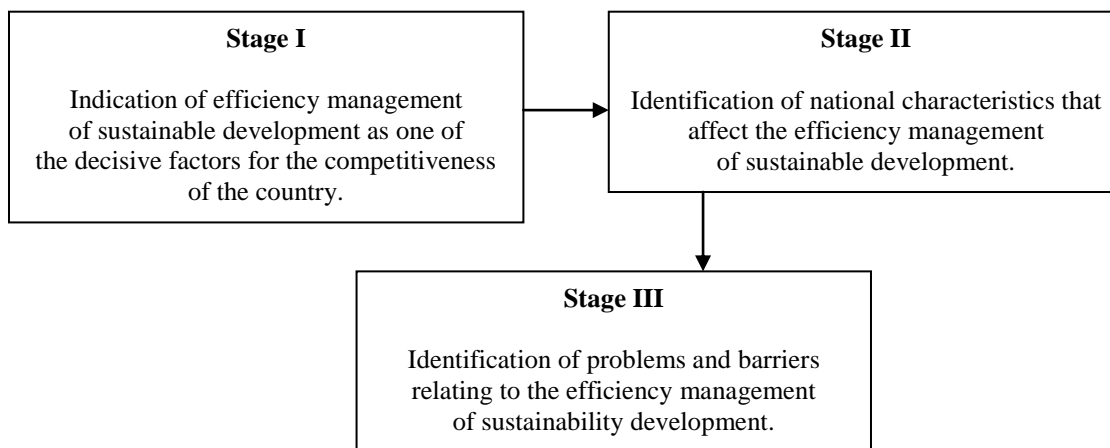 Stage I
Indication of efficiency management
of sustainable development as one of
the decisive factors for the competitiveness
of the country.
Stage II
Identification of national characteristics that
affect the efficiency management
of sustainable development.
Stage III
Identification of problems and barriers
relating to the efficiency management
of sustainability development.